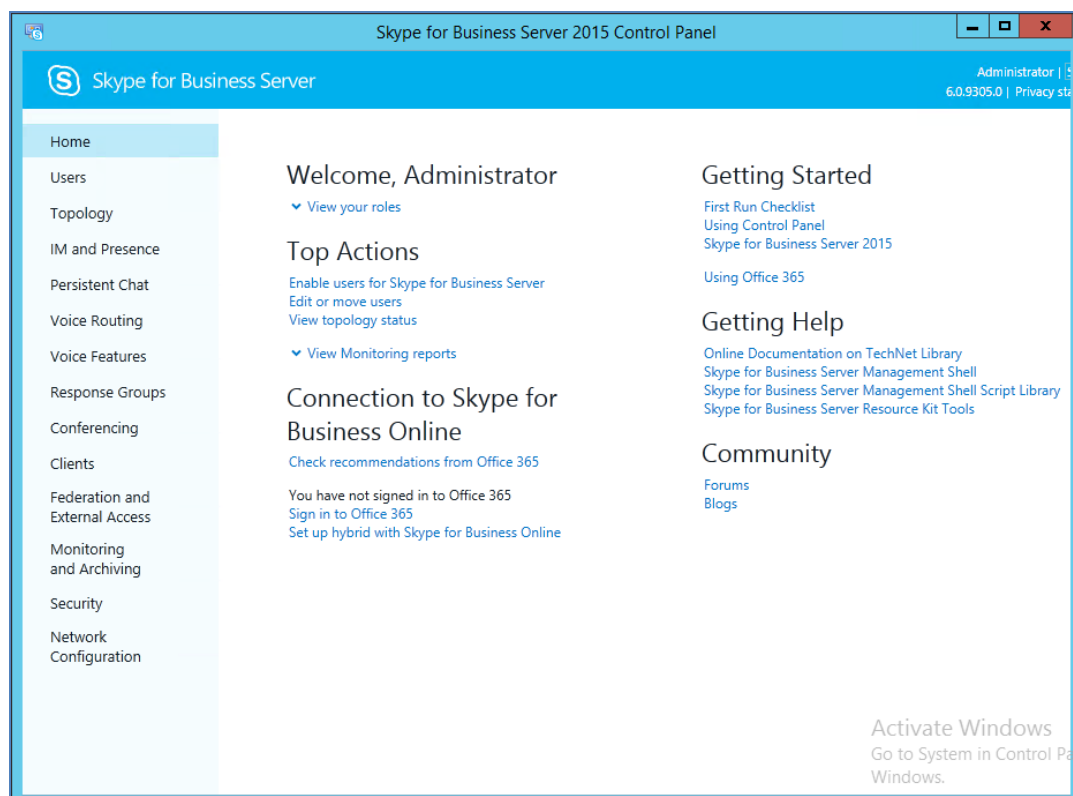 Skype for Business Server 2015 Control Panel
Skype for Business Server
Administrator |
6.0.9305.0 | Privacy sta
Home
Users
Topology
IM and Presence
Persistent Chat
Voice Routing
Voice Features
Response Groups
Conferencing
Clients
Federation and
External Access
Monitoring
and Archiving
Security
Network
Configuration
Welcome, Administrator
View your roles
Top Actions
Enable users for Skype for Business Server
Edit or move users
View topology status
View Monitoring reports
Connection to Skype for
Business Online
Check recommendations from Office 365
You have not signed in to Office 365
Sign in to Office 365
Set up hybrid with Skype for Business Online
Getting Started
First Run Checklist
Using Control Panel
Skype for Business Server 2015
Using Office 365
Getting Help
Online Documentation on TechNet Library
Skype for Business Server Management Shell
Skype for Business Server Management Shell Script Library
Skype for Business Server Resource Kit Tools
Community
Forums
Blogs
Activate Windows
Go to System in Control Pa
Windows.